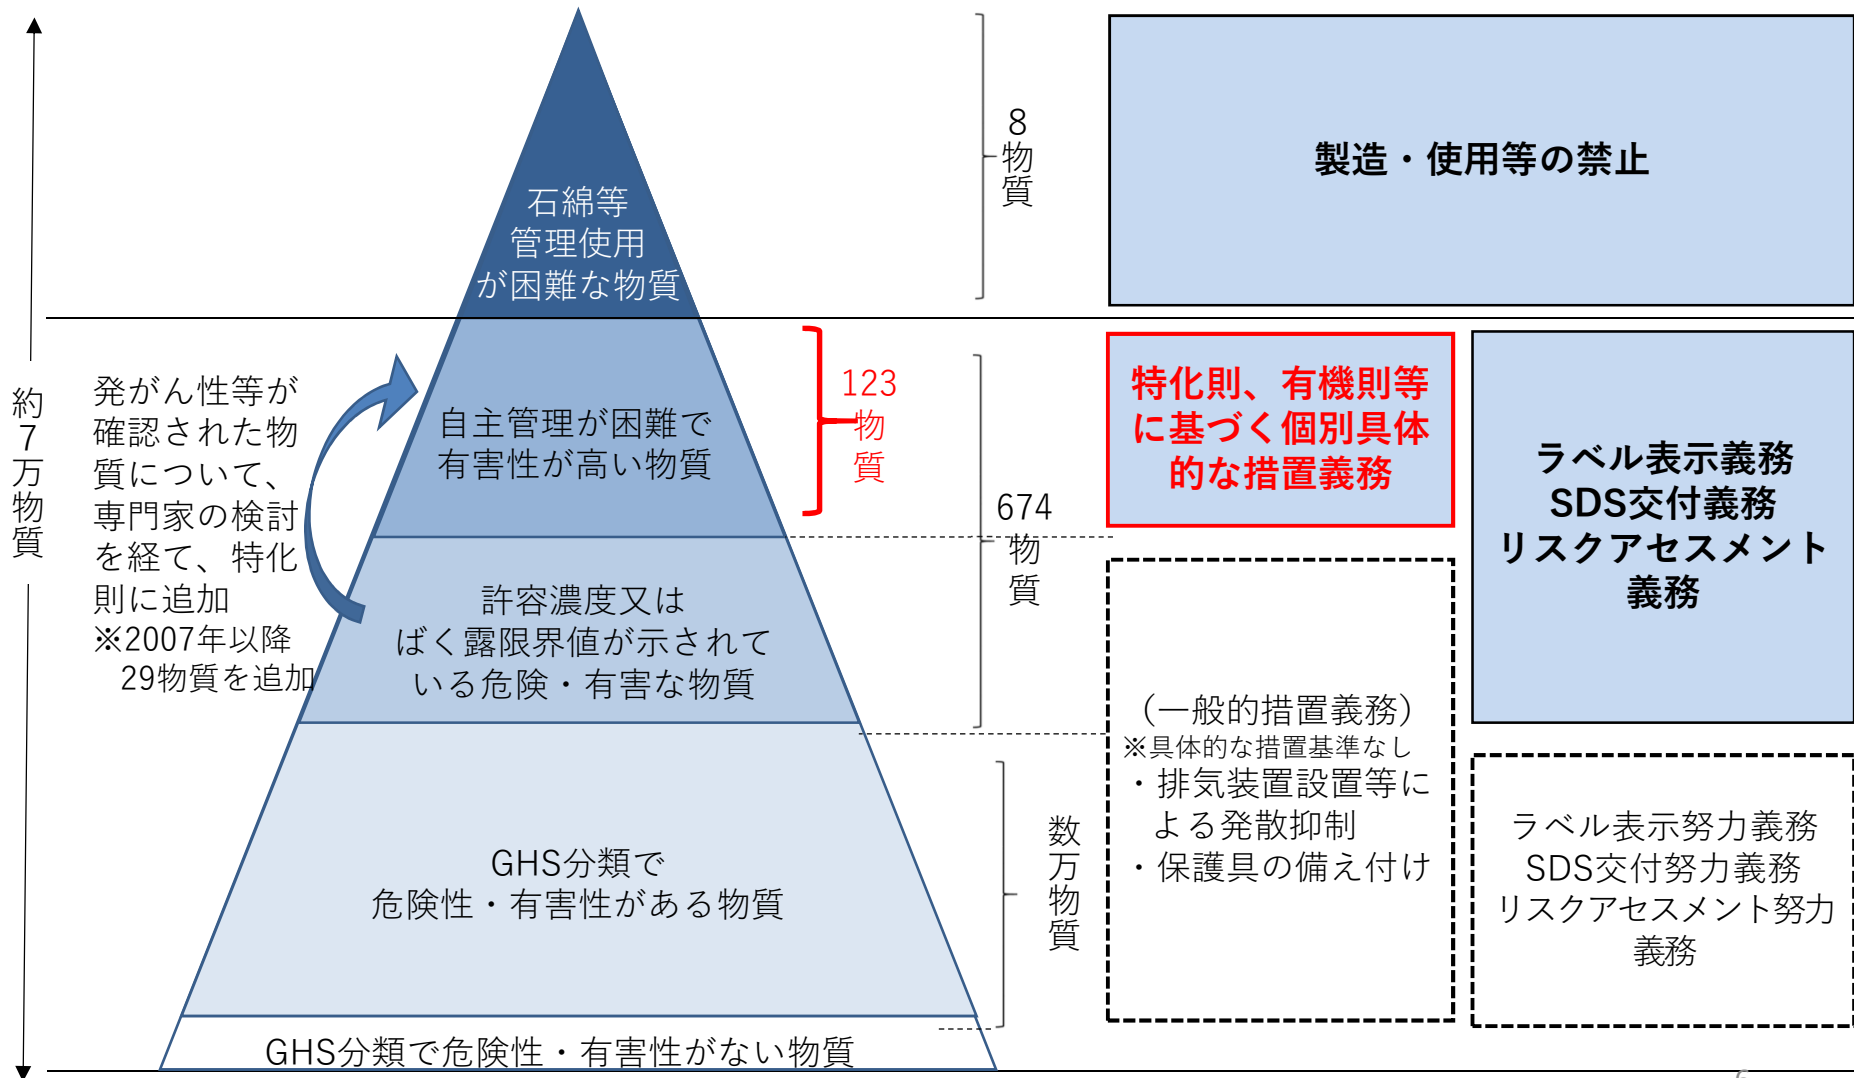 約7万物質
石綿等
管理使用
が困難な物質
8物質
製造・使用等の禁止
発がん性等が
確認された物
質について、
専門家の検討
を経て、特化
則に追加
※2007年以降
29物質を追加
自主管理が困難で
有害性が高い物質
123
物質
特化則、有機則等
に基づく個別具体
的な措置義務
674
物質
ラベル表示義務
SDS交付義務
リスクアセスメント
義務
許容濃度又は
ばく露限界値が示されて
いる危険・有害な物質
(一般的措置義務)
※具体的な措置基準なし
・排気装置設置等に
よる発散抑制
・保護具の備え付け
GHS分類で
危険性・有害性がある物質
数万物質
ラベル表示努力義務
SDS交付努力義務
リスクアセスメント努力
義務
GHS分類で危険性・有害性がない物質